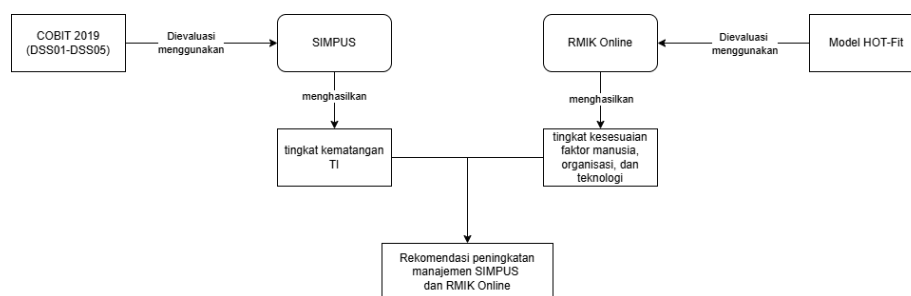 COBIT 2019
(DSS01-DSS05)
Dievaluasi
menggunakan
SIMPUS
RMIK Online
Dievaluasi
menggunakan
Model HOT-Fit
menghasilkan
menghasilkan
tingkat kematangan
TI
tingkat kesesuaian
faktor manusia,
organisasi, dan
teknologi
Rekomendasi peningkatan
manajemen SIMPUS
dan RMIK Online